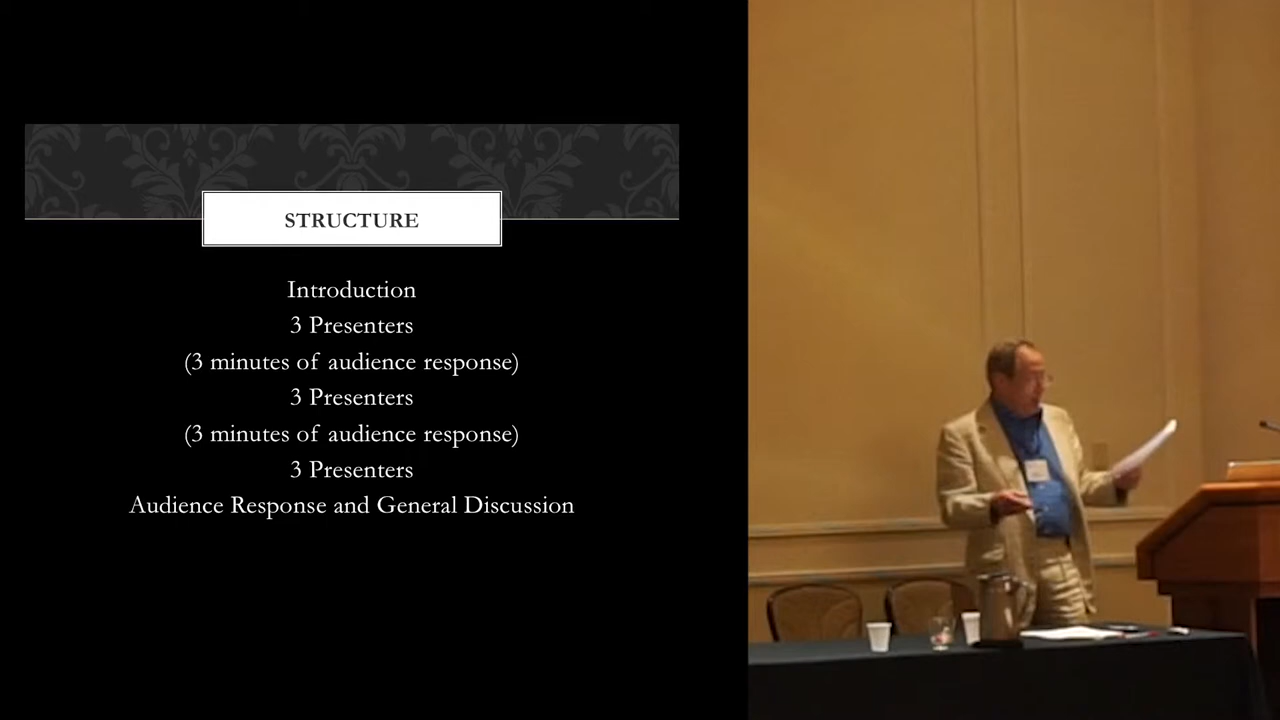 STRUCTURE
Introduction
3 Presenters
(3 minutes of audience response)
3 Presenters
(3 minutes of audience response)
3 Presenters
Audience Response and General Discussion